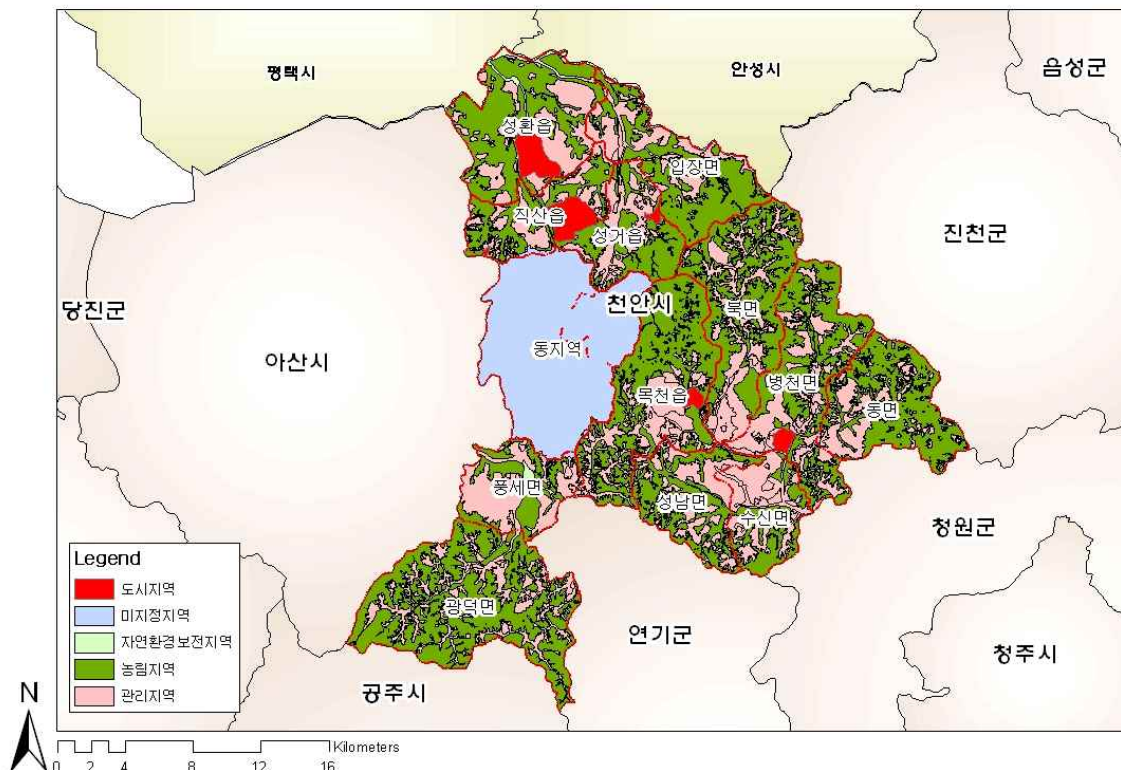 평택시
안성시
음성군
성환읍
입장면
직산읍
성거읍
진천군
당진군
천안시
북면
아산시
동지역
병천면
목천읍
동면
풍세면
성남면
수신면
청원군
Legend
도시지역
미지정지역
자연환경보전지역
농림지역
관리지역
광덕면
연기군
청주시
공주시
N
Kilometers
0 2 4 8 12 16